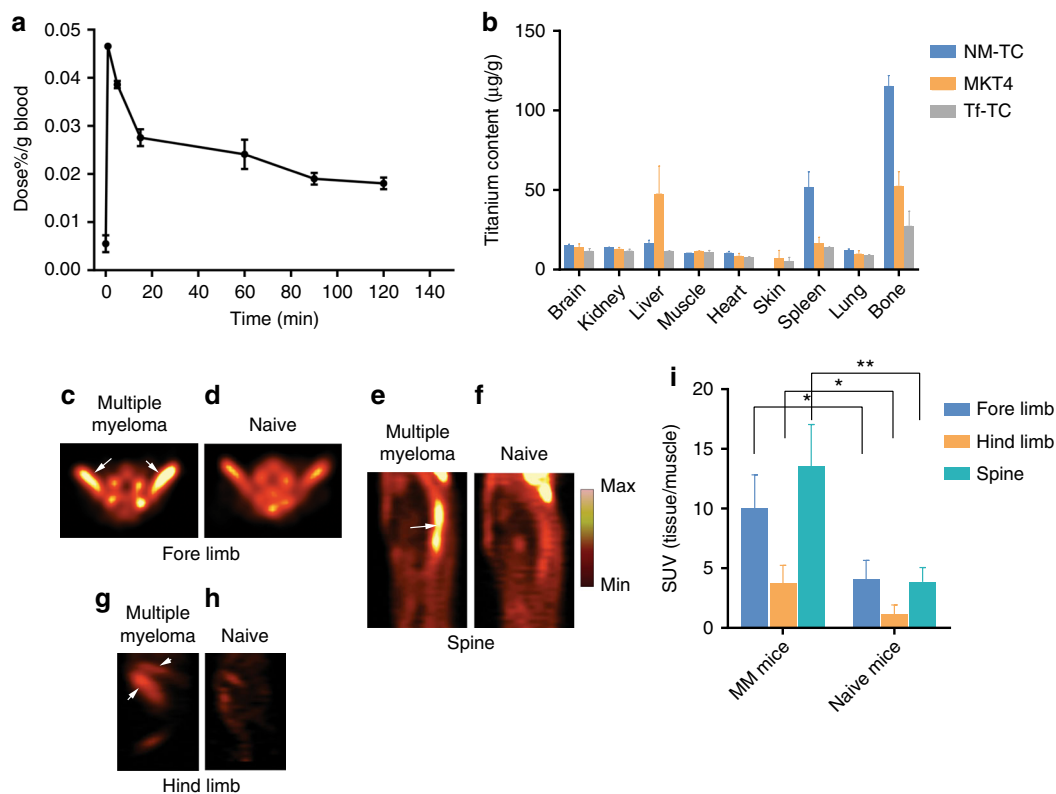 a
Dose%/g blood
0.05
0.04
0.03
0.02
0.01
0.00
0
20
40
60
80
100
120
140
Time (min)
b
Titanium content (μg/g)
150
100
50
0
Brain
Kidney
Liver
Muscle
Heart
Skin
Spleen
Lung
Bone
NM-TC
MKT4
Tf-TC
c
Multiple
myeloma
d
Naive
Fore limb
e
Multiple
myeloma
f
Naive
Max
Min
Spine
g
Multiple
myeloma
h
Naive
Hind limb
i
SUV (tissue/muscle)
20
15
10
5
0
*
*
**
MM mice
Naive mice
Fore limb
Hind limb
Spine